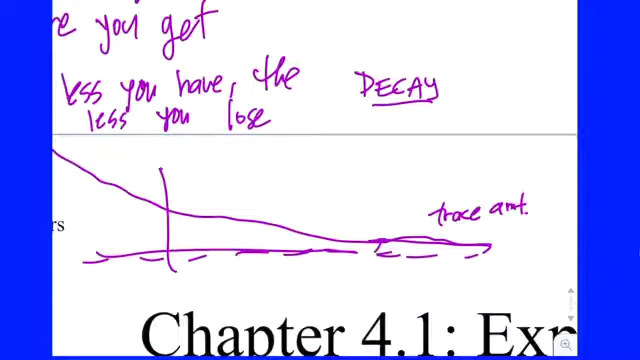 you get
less you have, the
less you lose
DECAY
trace amt.
rs
Chapter 4.1: Exp